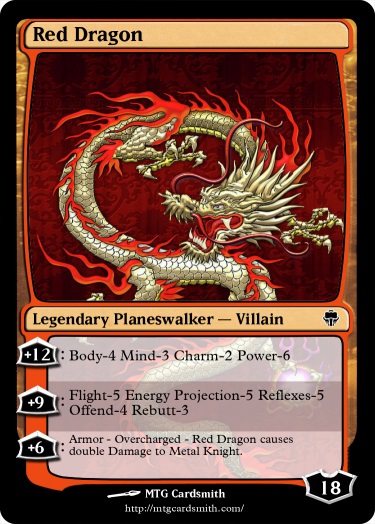 Red Dragon
Legendary Planeswalker — Villain
+12: Body-4 Mind-3 Charm-2 Power-6
+9: Flight-5 Energy Projection-5 Reflexes-5
Offend-4 Rebutt-3
+6: Armor - Overcharged - Red Dragon causes
double Damage to Metal Knight.
18
MTG Cardsmith
http://mtgcardsmith.com/